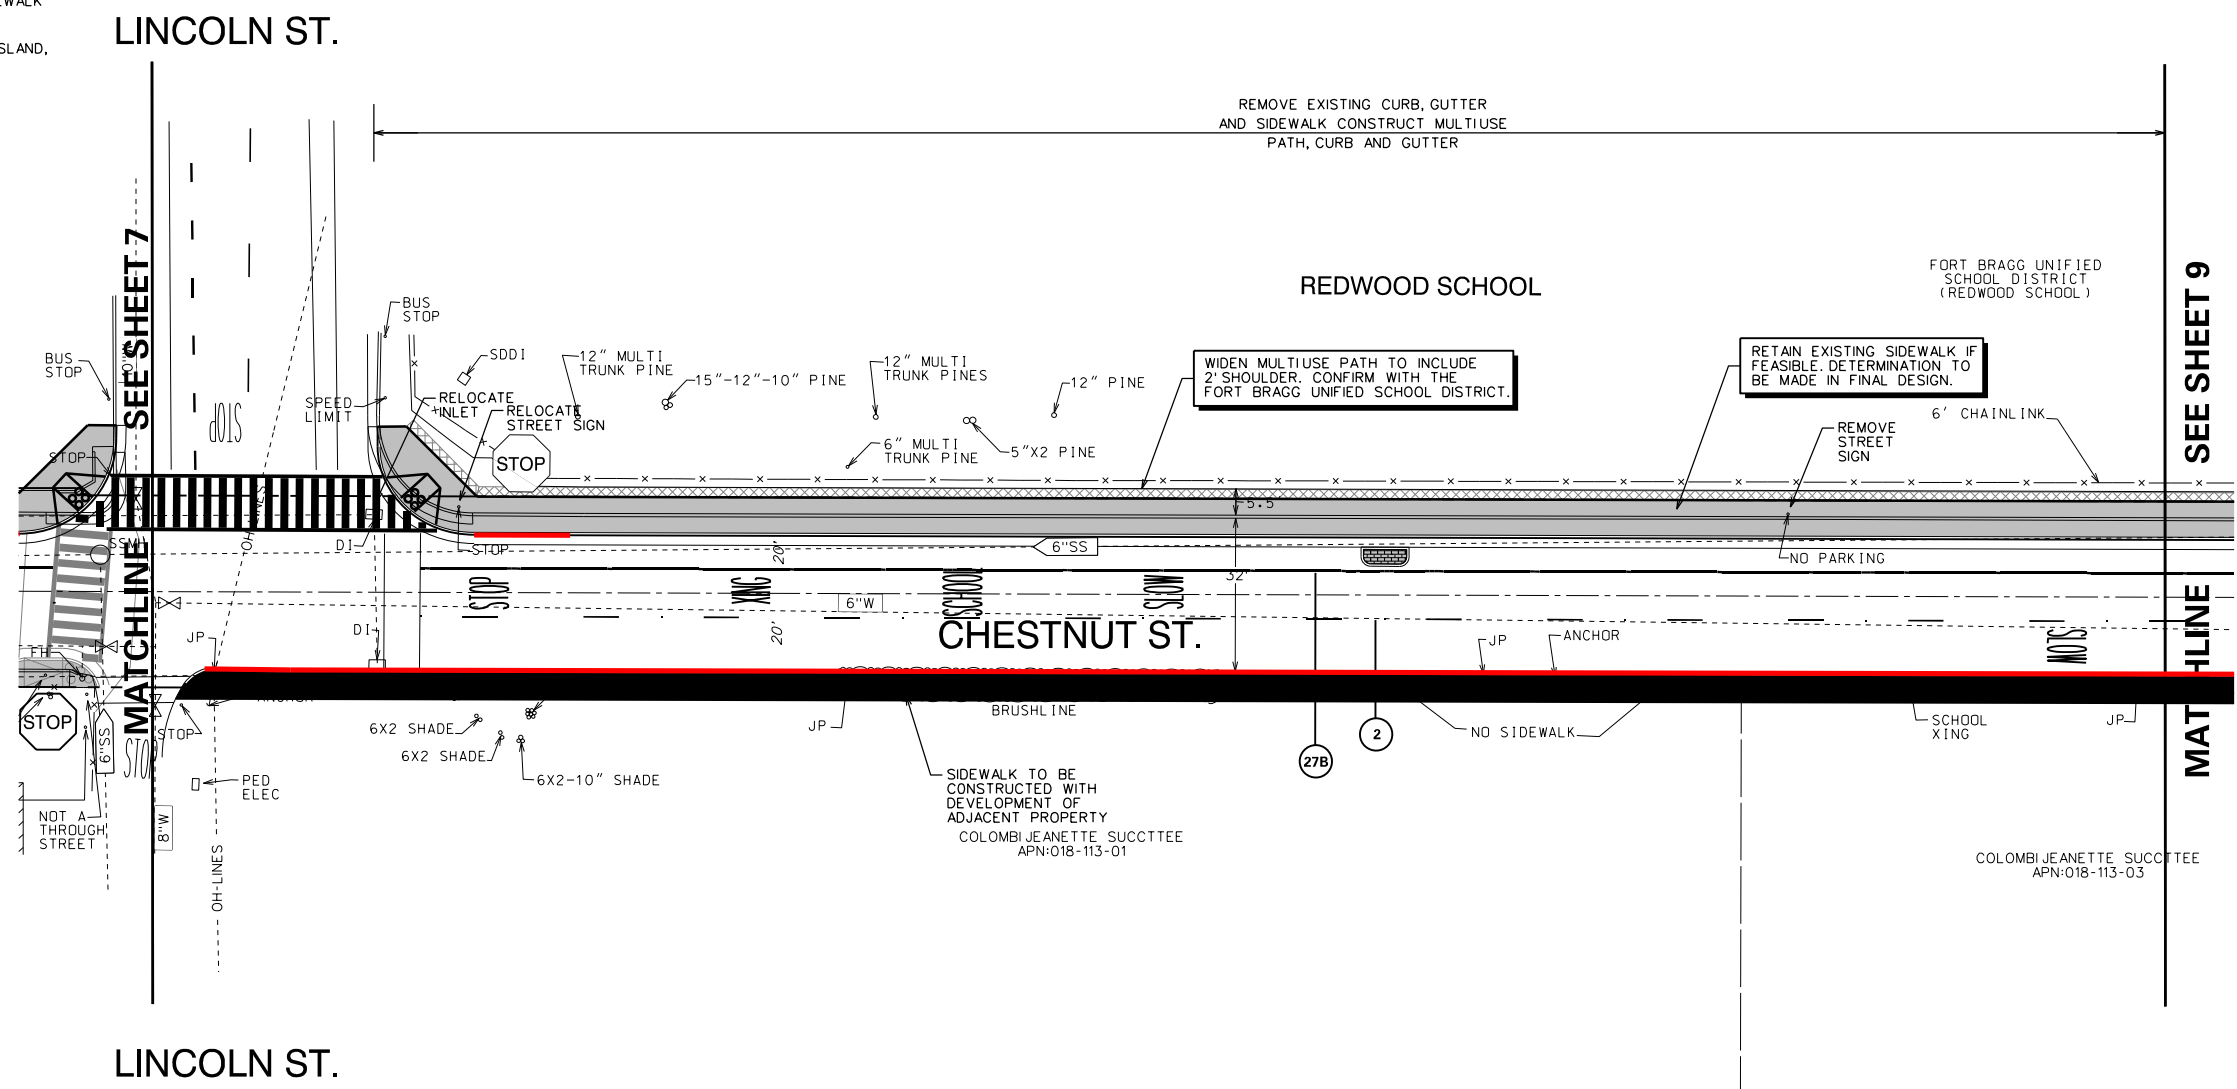 LINCOLN ST.
SLAND,
REMOVE EXISTING CURB, GUTTER
AND SIDEWALK CONSTRUCT MULTIUSE
PATH, CURB AND GUTTER
MATCHLINE SEE SHEET 7
REDWOOD SCHOOL
FORT BRAGG UNIFIED
SCHOOL DISTRICT
(REDWOOD SCHOOL)
MATCHLINE SEE SHEET 9
BUS
STOP
BUS
STOP
SDDI
12" MULTI
TRUNK PINE
15"-12"-10" PINE
12" MULTI
TRUNK PINES
12" PINE
WIDEN MULTIUSE PATH TO INCLUDE
2' SHOULDER. CONFIRM WITH THE
FORT BRAGG UNIFIED SCHOOL DISTRICT.
RETAIN EXISTING SIDEWALK IF
FEASIBLE. DETERMINATION TO
BE MADE IN FINAL DESIGN.
SPEED
LIMIT
RELOCATE
INLET
RELOCATE
STREET SIGN
STOP
STOP
STOP
6" MULTI
TRUNK PINE
5"X2 PINE
6' CHAINLINK
REMOVE
STREET
SIGN
OH-LINES
5.5'
DI
STOP
20'
6"SS
NO PARKING
32'
STOP
XING
SCHOOL
SLOW
6"W
20'
CHESTNUT ST.
DI
JP
JP
ANCHOR
SLOW
FH
STOP
STOP
STOP
6"SS
6X2 SHADE
6X2 SHADE
6X2-10" SHADE
JP
BRUSHLINE
2
27B
NO SIDEWALK
SCHOOL
XING
JP
PED
ELEC
NOT A
THROUGH
STREET
8"W
OH-LINES
SIDEWALK TO BE
CONSTRUCTED WITH
DEVELOPMENT OF
ADJACENT PROPERTY
COLOMBI JEANETTE SUCCTTEE
APN:018-113-01
COLOMBI JEANETTE SUCCTTEE
APN:018-113-03
LINCOLN ST.